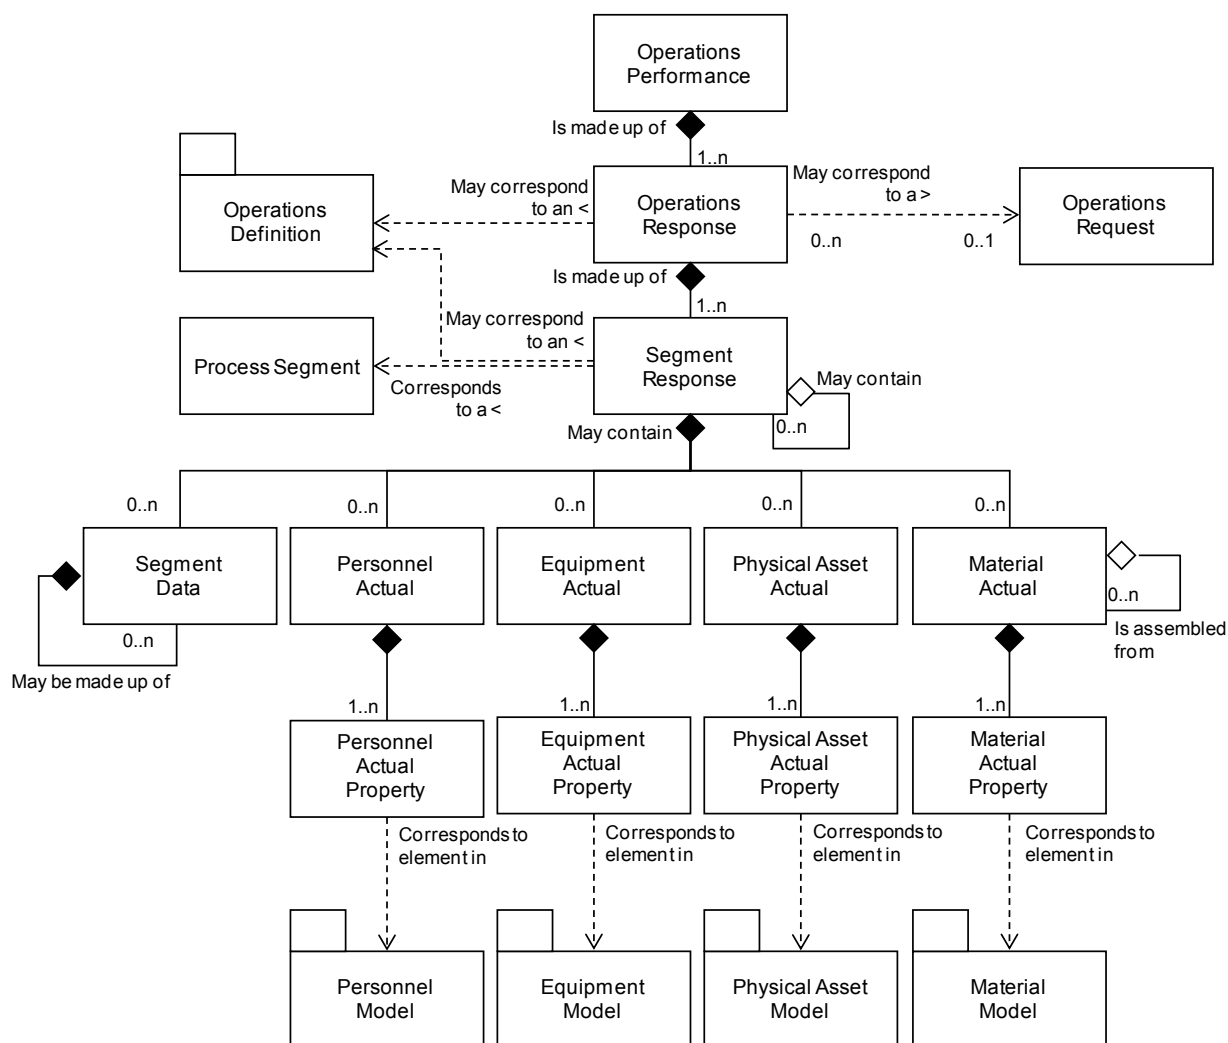 Operations
Performance
Is made up of
1..n
May correspond
to an <
Operations
Response
May correspond
to a >
0..n
0..1
Operations
Request
Operations
Definition
Is made up of
1..n
May correspond
to an <
Process Segment
Corresponds
to a <
Segment
Response
May contain
0..n
May contain
0..n
0..n
0..n
0..n
0..n
Segment
Data
0..n
May be made up of
Personnel
Actual
Equipment
Actual
Physical Asset
Actual
Material
Actual
0..n
Is assembled
from
1..n
1..n
1..n
1..n
Personnel
Actual
Property
Equipment
Actual
Property
Physical Asset
Actual
Property
Material
Actual
Property
Corresponds to
element in
Corresponds to
element in
Corresponds to
element in
Corresponds to
element in
Personnel
Model
Equipment
Model
Physical Asset
Model
Material
Model